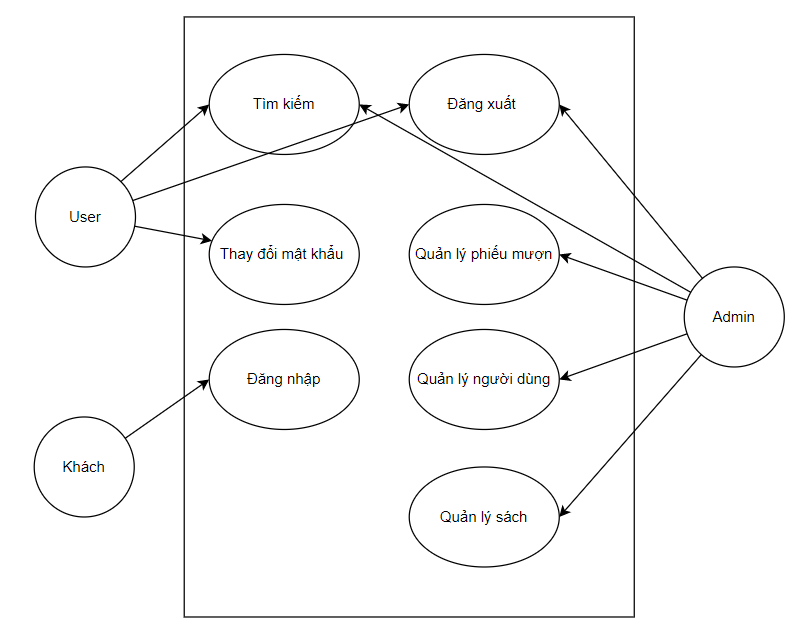 Tìm kiếm
Đăng xuất
User
Thay đổi mật khẩu
Quản lý phiếu mượn
Admin
Đăng nhập
Quản lý người dùng
Khách
Quản lý sách